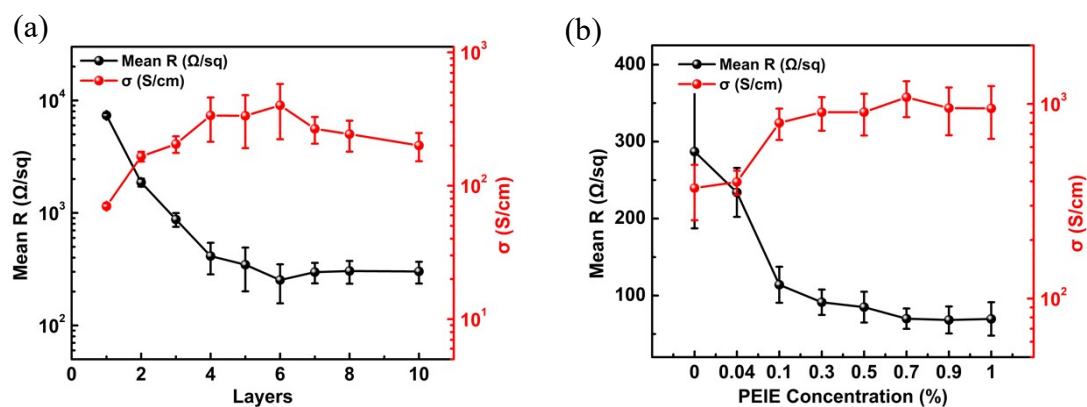 (a)
Mean R (Ω/sq)
σ (S/cm)
10^4
10^3
10^2
Mean R (Ω/sq)
10^3
10^2
10^1
σ (S/cm)
0 2 4 6 8 10
Layers
(b)
Mean R (Ω/sq)
σ (S/cm)
400
300
200
100
Mean R (Ω/sq)
10^3
10^2
σ (S/cm)
0 0.04 0.1 0.3 0.5 0.7 0.9 1
PEIE Concentration (%)